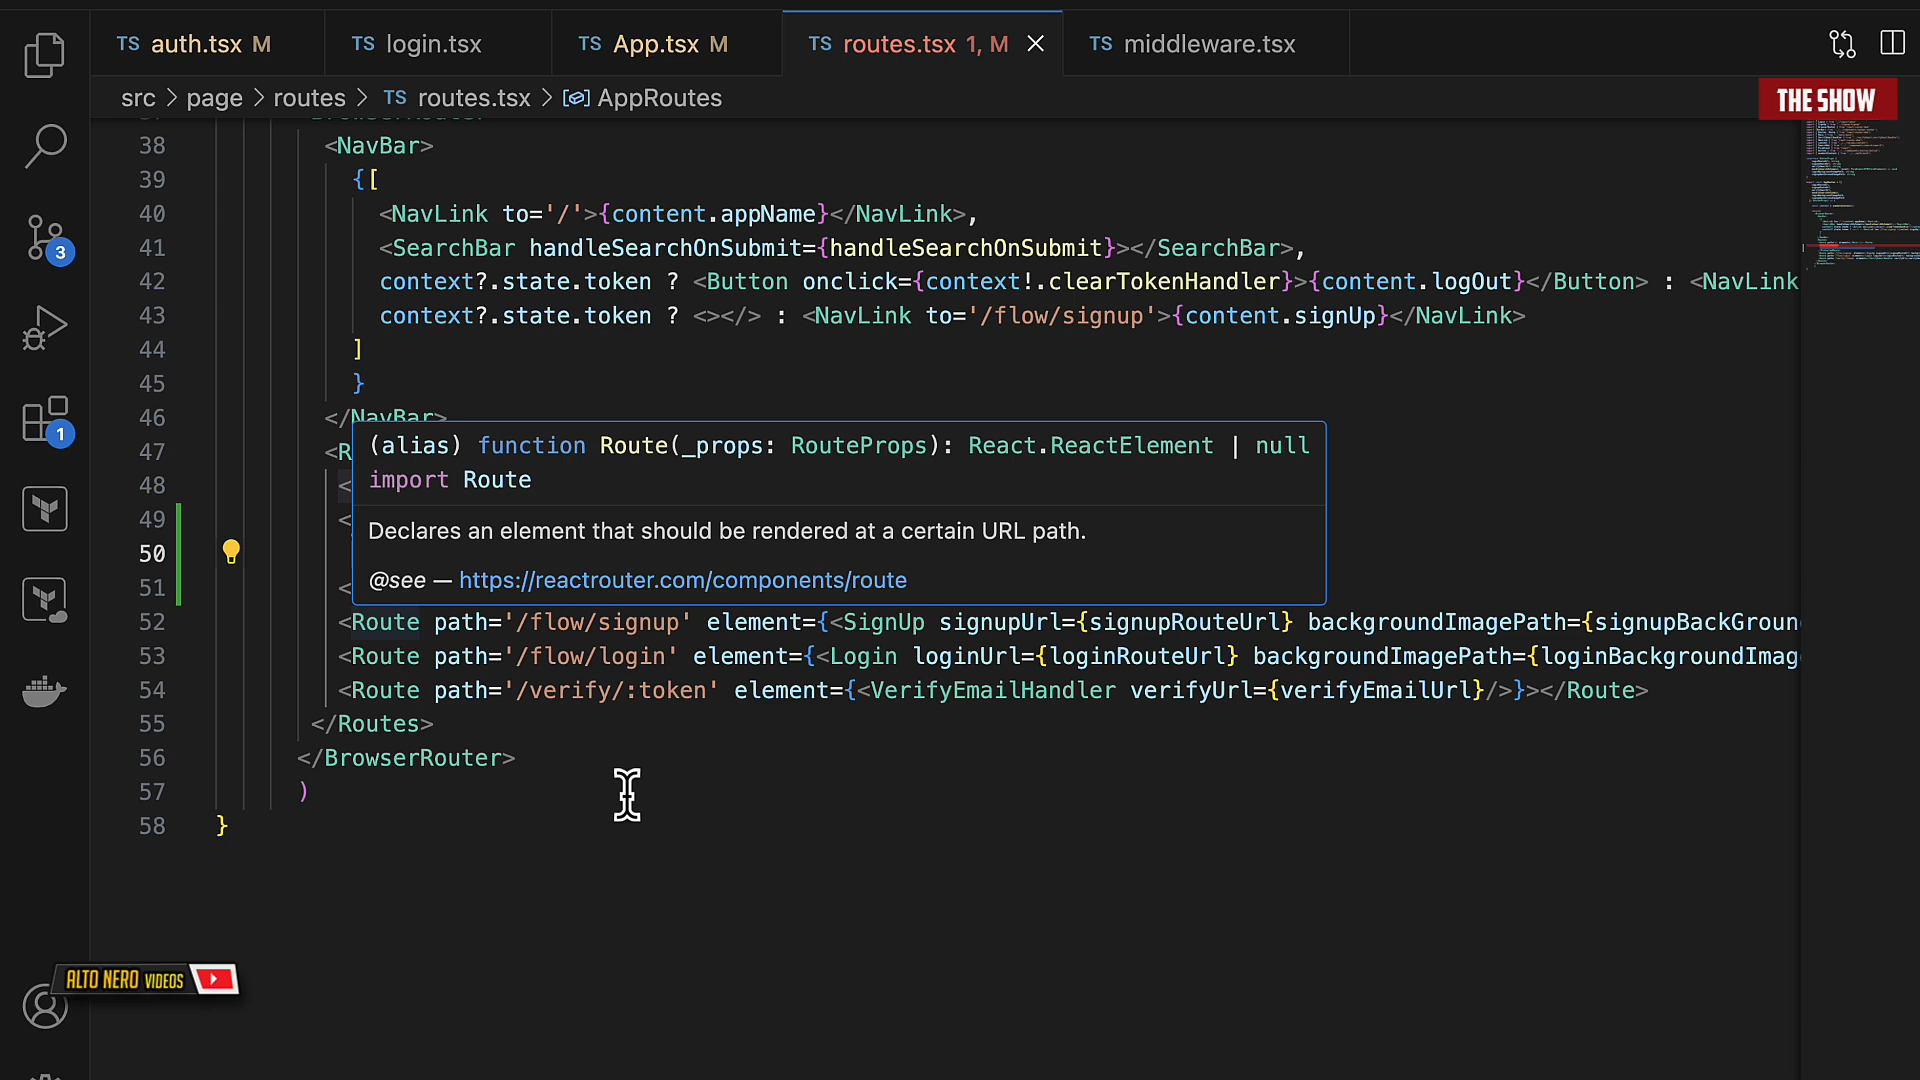 TS auth.tsx M
TS login.tsx
TS App.tsx M
TS routes.tsx 1, M
TS middleware.tsx
src > page > routes > TS routes.tsx > AppRoutes
THE SHOW
38 <NavBar>
39 {[
40 <NavLink to='/'>{content.appName}</NavLink>,
41 <SearchBar handleSearchOnSubmit={handleSearchOnSubmit}></SearchBar>,
42 context?.state.token ? <Button onclick={context!.clearTokenHandler}>{content.logOut}</Button> : <NavLink
43 context?.state.token ? <></> : <NavLink to='/flow/signup'>{content.signUp}</NavLink>
44 ]
45 }
46 </NavBar>
47 <R
48 <
49 <
50
51 <
(alias) function Route(_props: RouteProps): React.ReactElement | null
import Route
Declares an element that should be rendered at a certain URL path.
@see — https://reactrouter.com/components/route
52 <Route path='/flow/signup' element={<SignUp signupUrl={signupRouteUrl} backgroundImagePath={signupBackGroun
53 <Route path='/flow/login' element={<Login loginUrl={loginRouteUrl} backgroundImagePath={loginBackgroundImag
54 <Route path='/verify/:token' element={<VerifyEmailHandler verifyUrl={verifyEmailUrl}/>}></Route>
55 </Routes>
56 </BrowserRouter>
57 )
58 }
3
1
ALTO NERO VIDEOS